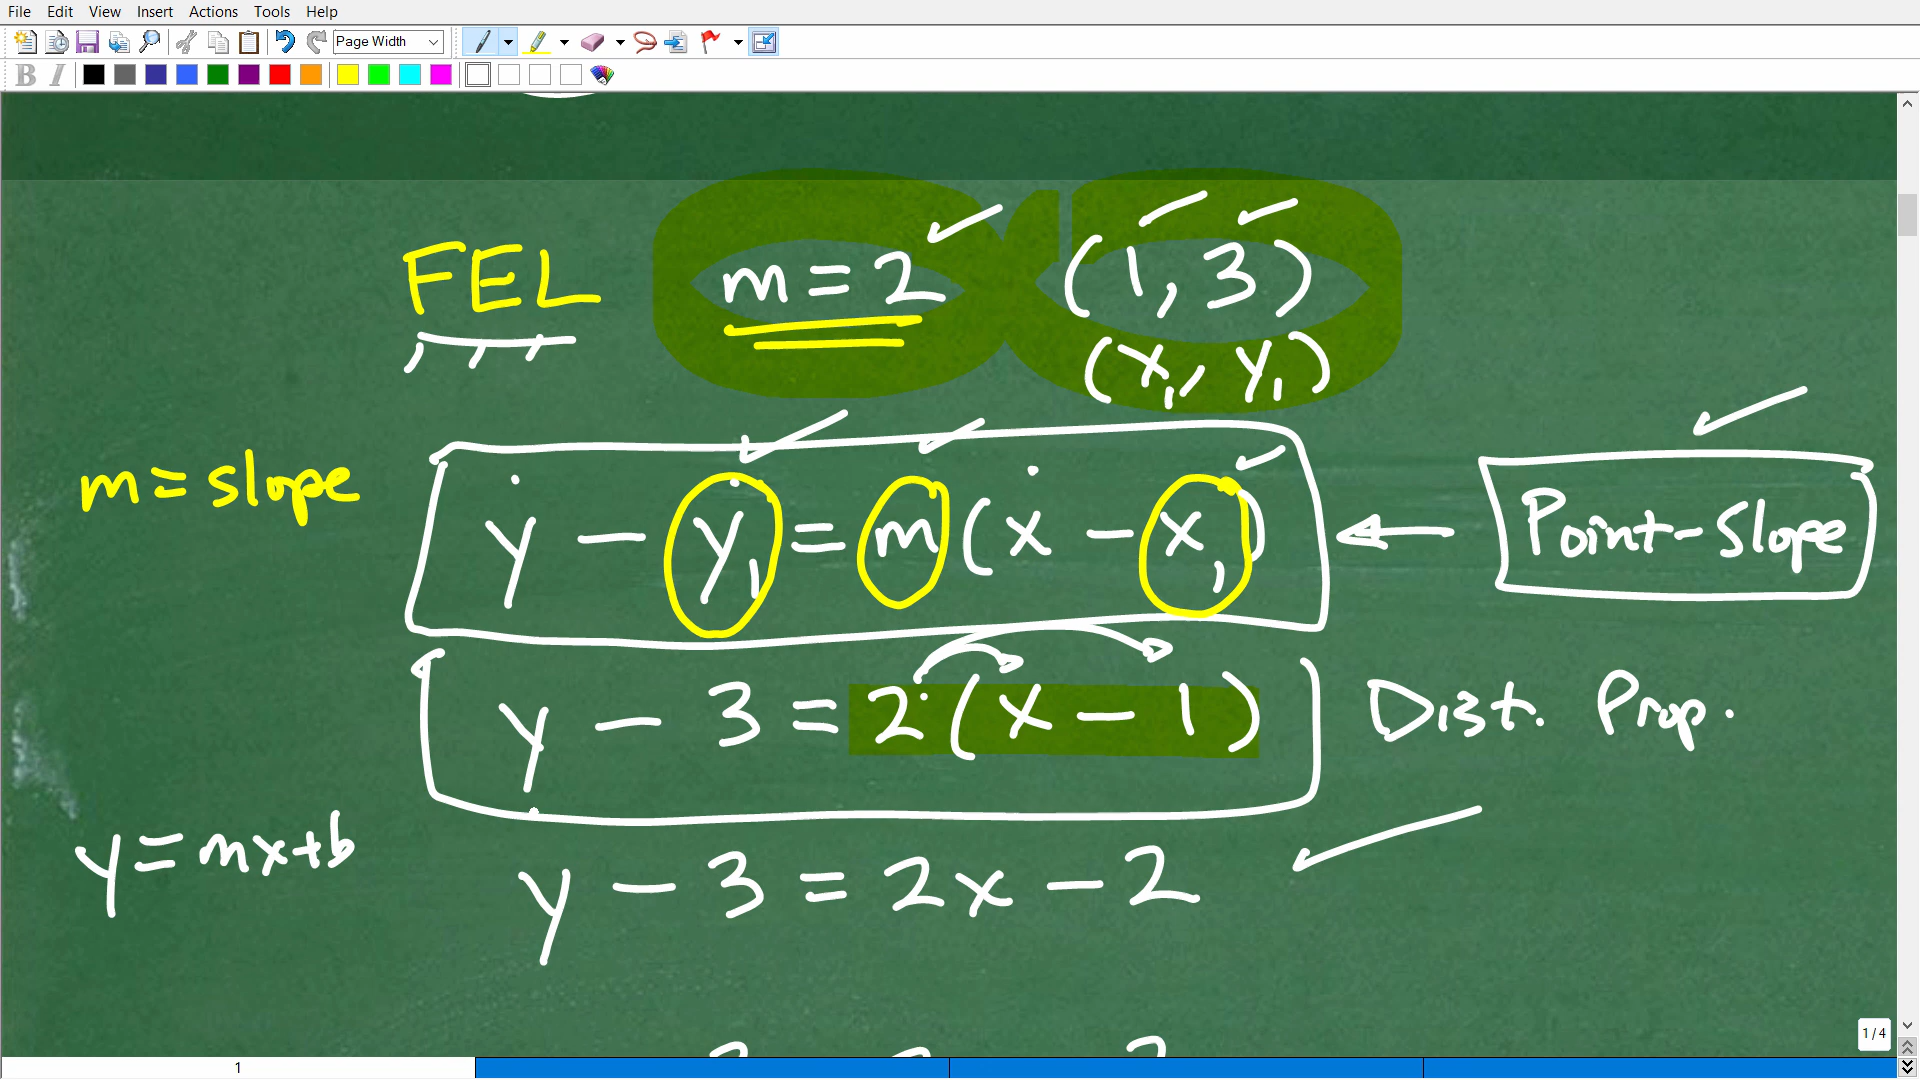 File Edit View Insert Actions Tools Help
Page Width
B I
FEL m = 2 (1, 3)
(x₁, y₁)
m = slope
y – y₁ = m (x – x₁)
Point-Slope
y – 3 = 2 (x – 1) Dist. Prop.
y = mx+b
y – 3 = 2x – 2
1 / 4
1